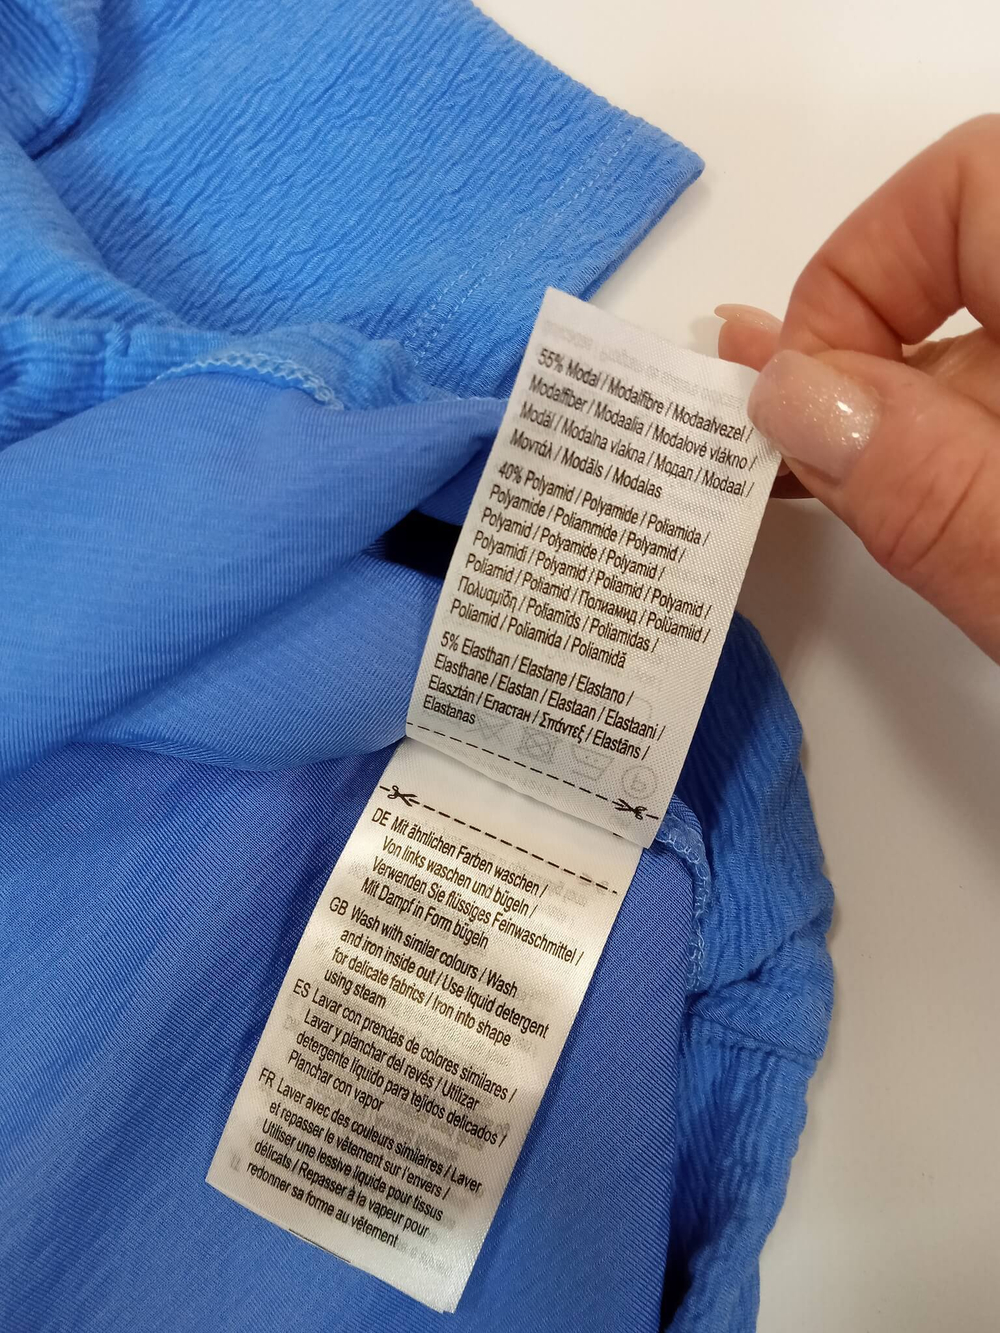 55% Modal / Modalfibre / Modaalvezel /
Modalfiber / Modaalia / Modalové vlákno /
Modāl / Modalna vlakna / Модал / Modaal /
Μοντάλ / Modāls / Modalas
40% Polyamid / Polyamide / Poliamida /
Polyamide / Poliammide / Polyamid /
Polyamid / Polyamide / Polyamid /
Polyamidi / Polyamid / Poliamid / Polyamid /
Poliamid / Poliamid / Полиамид / Polüamiid /
Πολυαμίδη / Poliamīds / Poliamidas /
Poliamid / Poliamida / Poliamidă
5% Elasthan / Elastane / Elastano /
Elasthane / Elastan / Elastaan / Elastaani /
Elasztán / Еластан / Σπάντεξ / Elastāns /
Elastanas
DE Mit ähnlichen Farben waschen /
Von links waschen und bügeln /
Verwenden Sie flüssiges Feinwaschmittel /
Mit Dampf in Form bügeln
GB Wash with similar colours / Wash
and iron inside out / Use liquid detergent
for delicate fabrics / Iron into shape
using steam
ES Lavar con prendas de colores similares /
Lavar y planchar del revés / Utilizar
detergente líquido para tejidos delicados /
Planchar con vapor
FR Laver avec des couleurs similaires / Laver
et repasser le vêtement sur l'envers /
Utiliser une lessive liquide pour tissus
délicats / Repasser à la vapeur pour
redonner sa forme au vêtement